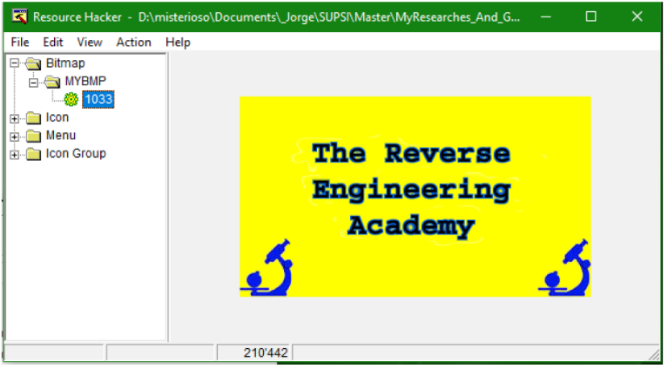 Resource Hacker - D:\misterioso\Documents\_Jorge\SUPSI\Master\MyResearches_And_G...
File Edit View Action Help
Bitmap
MYBMP
1033
Icon
Menu
Icon Group
The Reverse
Engineering
Academy
210'442